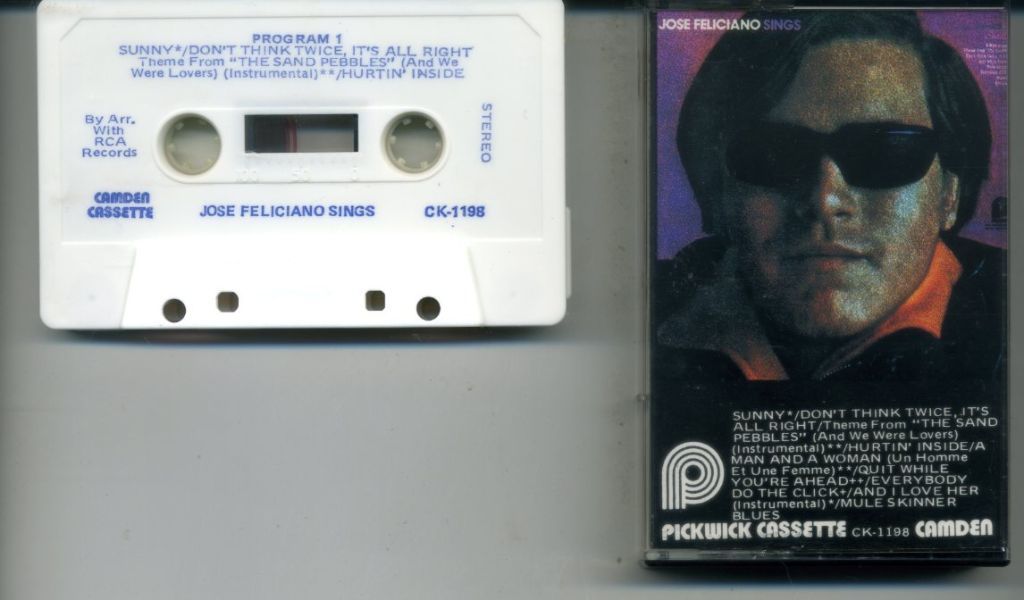 PROGRAM 1
SUNNY*/DON'T THINK TWICE, IT'S ALL RIGHT
Theme From "THE SAND PEBBLES" (And We
Were Lovers) (Instrumental)**/HURTIN' INSIDE
By Arr.
With
RCA
Records
STEREO
100 50 0
CAMDEN
CASSETTE
JOSE FELICIANO SINGS
CK-1198
JOSE FELICIANO SINGS
SUNNY*/DON'T THINK TWICE, IT'S
ALL RIGHT/Theme From "THE SAND
PEBBLES" (And We Were Lovers)
(Instrumental)**/HURTIN' INSIDE/A
MAN AND A WOMAN (Un Homme
Et Une Femme)**/QUIT WHILE
YOU'RE AHEAD++/EVERYBODY
DO THE CLICK+/AND I LOVE HER
(Instrumental)*/MULE SKINNER
BLUES
PICKWICK CASSETTE CK-1198 CAMDEN